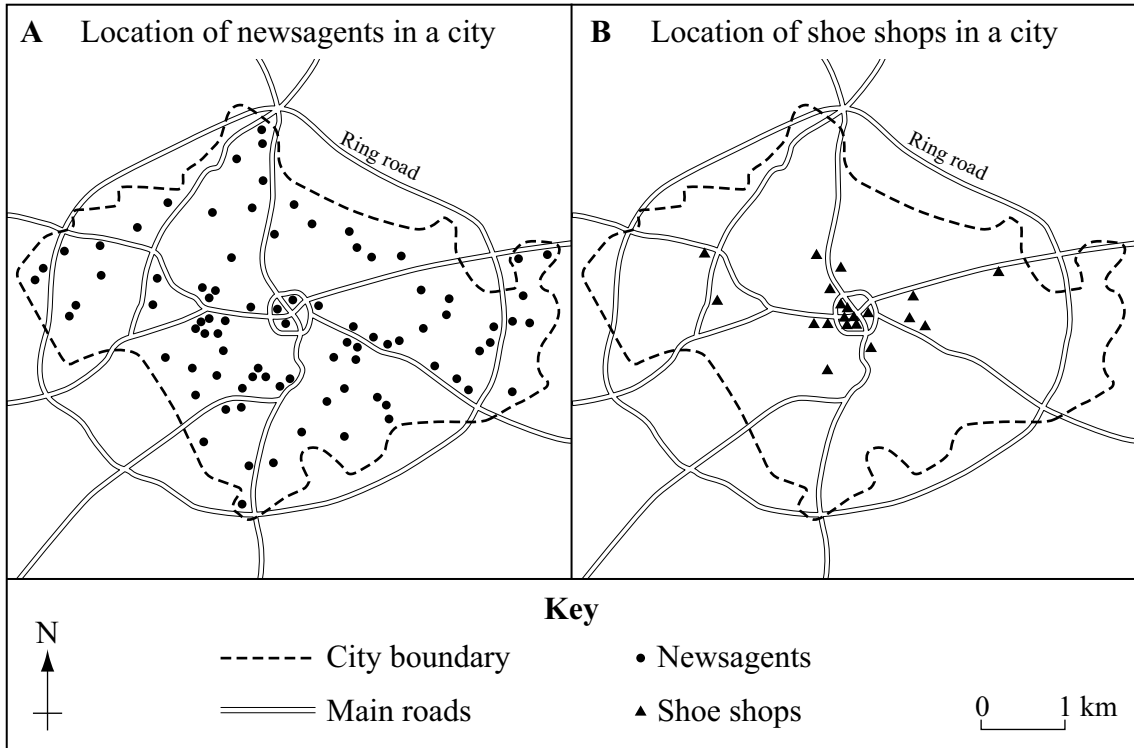 A Location of newsagents in a city
B Location of shoe shops in a city
Ring road
Ring road
Key
N
City boundary
Newsagents
Main roads
Shoe shops
0 1 km